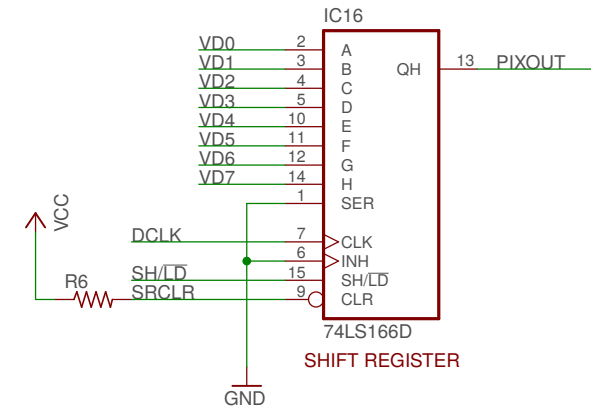 IC16
VD0 2 A
VD1 3 B QH 13 PIXOUT
VD2 4 C
VD3 5 D
VD4 10 E
VD5 11 F
VD6 12 G
VD7 14 H
1 SER
VCC
DCLK 7 CLK
6 INH
R6 SH/L̅D̅ 15 SH/L̅D̅
SRCLR 9 CLR
74LS166D
SHIFT REGISTER
GND